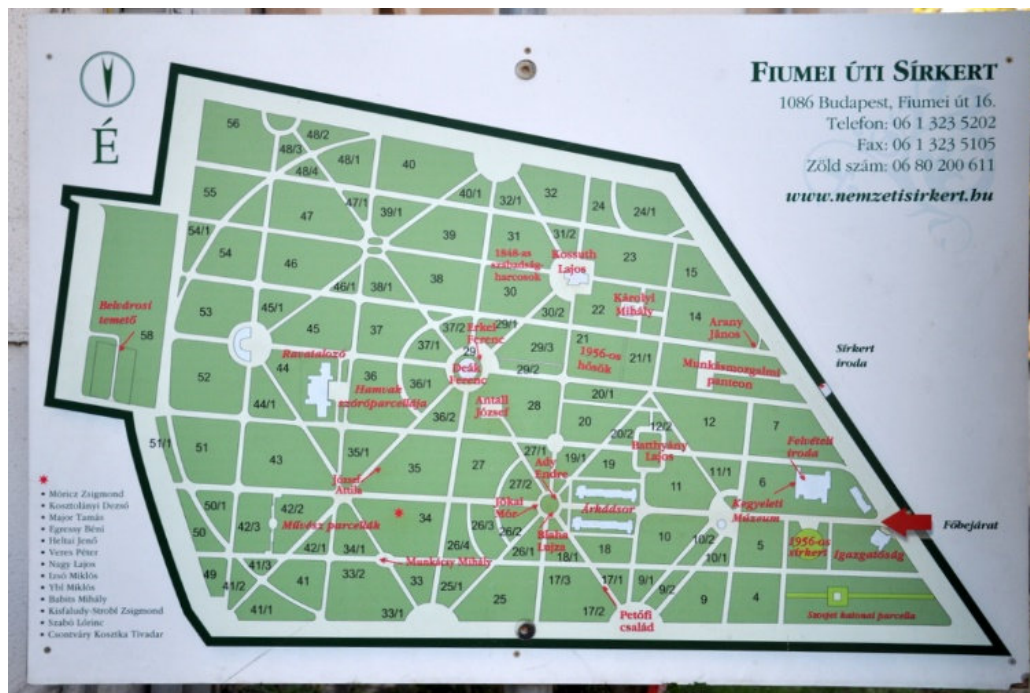 FIUMEI ÚTI SÍRKERT
1086 Budapest, Fiumei út 16.
Telefon: 06 1 323 5202
Fax: 06 1 323 5105
Zöld szám: 06 80 200 611
www.nemzetisirkert.hu
É
56
48/2
48/3
48/1
48/4
40
55
47/1
40/1
32/1
32
24
24/1
47
39/1
54/1
39
31
31/2
23
54
46
1848-as
szabadság-
harcosok
Kossuth
Lajos
15
46/1
38/1
38
30
Károlyi
Mihály
Belvárosi
temető
58
53
45/1
45
37
37/2
29/1
30/2
22
14
Arany
János
Erkel
Ferenc
37/1
29
29/3
21
1956-os
hősök
21/1
Munkásmozgalmi
panteon
Sírkert
iroda
Ravatalozó
44
36
36/1
Deák
Ferenc
29/2
52
Hamvak
szóróparcellája
Antall
József
28
20/1
44/1
36/2
20
12/2
12
7
51/1
51
43
35/1
27/1
20/2
Batthyány
Lajos
Felvételi
iroda
35
27
Ady
Endre
19/1
19
11/1
6
József
Attila
27/2
11
Kegyeleti
Múzeum
50/1
42/2
Jókai
Mór
Árkádsor
50
42/3
Művész parcellák
34
26/3
26/2
Blaha
Lujza
10
10/2
1956-os
sírkert
Főbejárat
42/1
34/1
26/4
26/1
18
18/1
10/1
5
Igazgatóság
49
41/3
Munkácsy Mihály
41/2
41
33/2
33
25/1
17/3
17/1
9/1
9/2
41/1
33/1
25
17/2
9
4
Petőfi
család
Szovjet katonai parcella
• Móricz Zsigmond
• Kosztolányi Dezső
• Major Tamás
• Egressy Béni
• Heltai Jenő
• Veres Péter
• Nagy Lajos
• Izsó Miklós
• Ybl Miklós
• Babits Mihály
• Kisfaludy-Strobl Zsigmond
• Szabó Lőrinc
• Csontváry Kosztka Tivadar